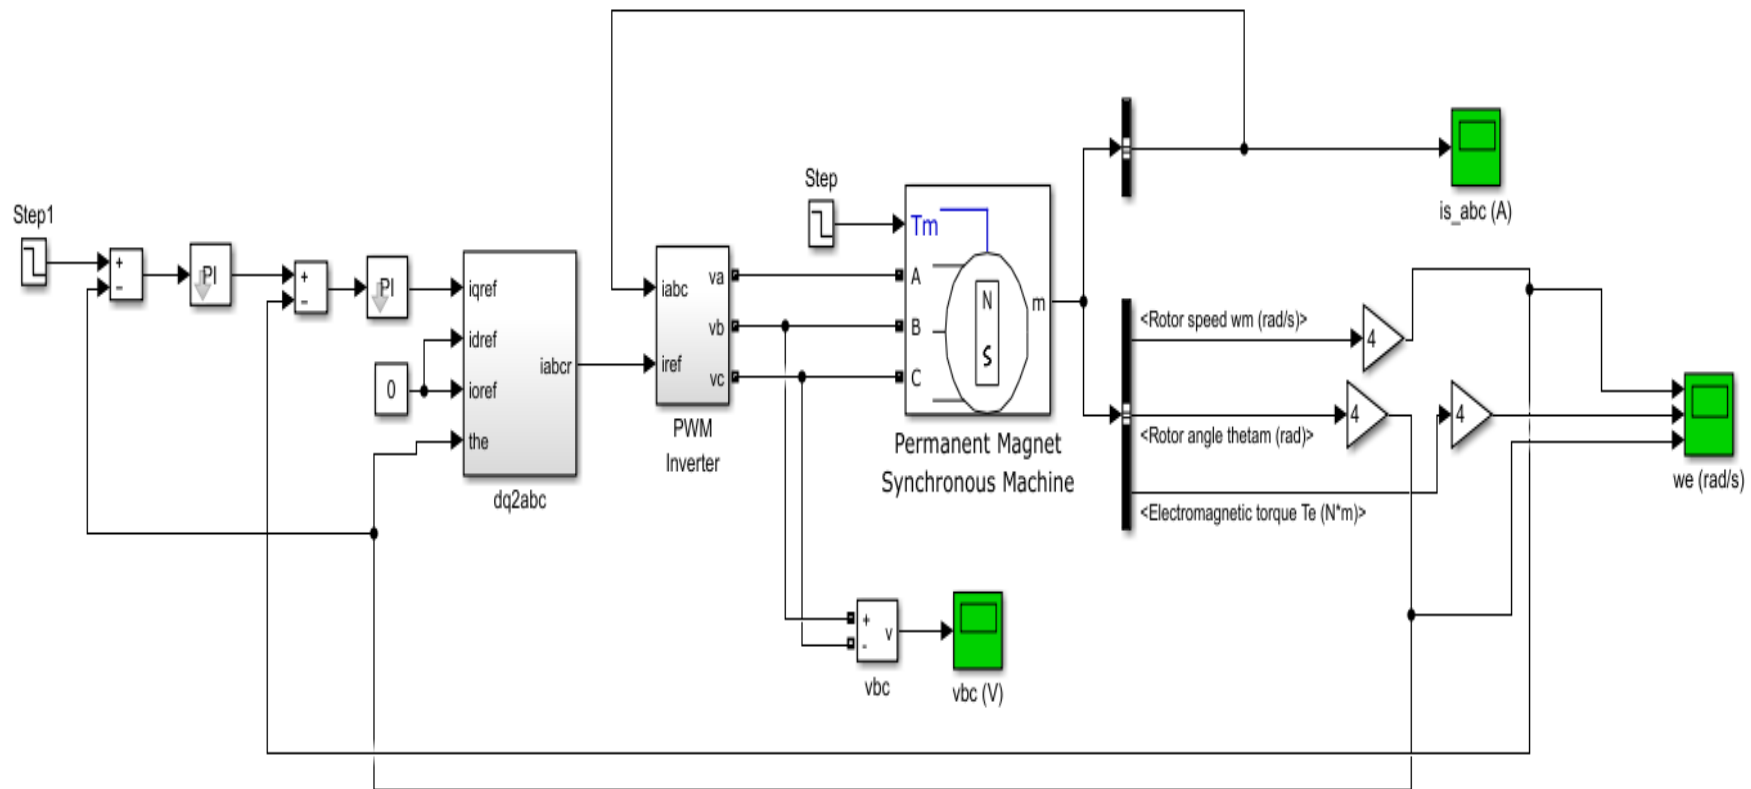 Step1
+
−
PI
+
−
PI
0
iqref
idref
ioref
the
iabcr
dq2abc
iabc
iref
va
vb
vc
PWM
Inverter
Step
Tm
A
B
C
N
S
m
Permanent Magnet
Synchronous Machine
is_abc (A)
<Rotor speed wm (rad/s)>
4
<Rotor angle thetam (rad)>
4
4
<Electromagnetic torque Te (N*m)>
we (rad/s)
+
-
v
vbc
vbc (V)